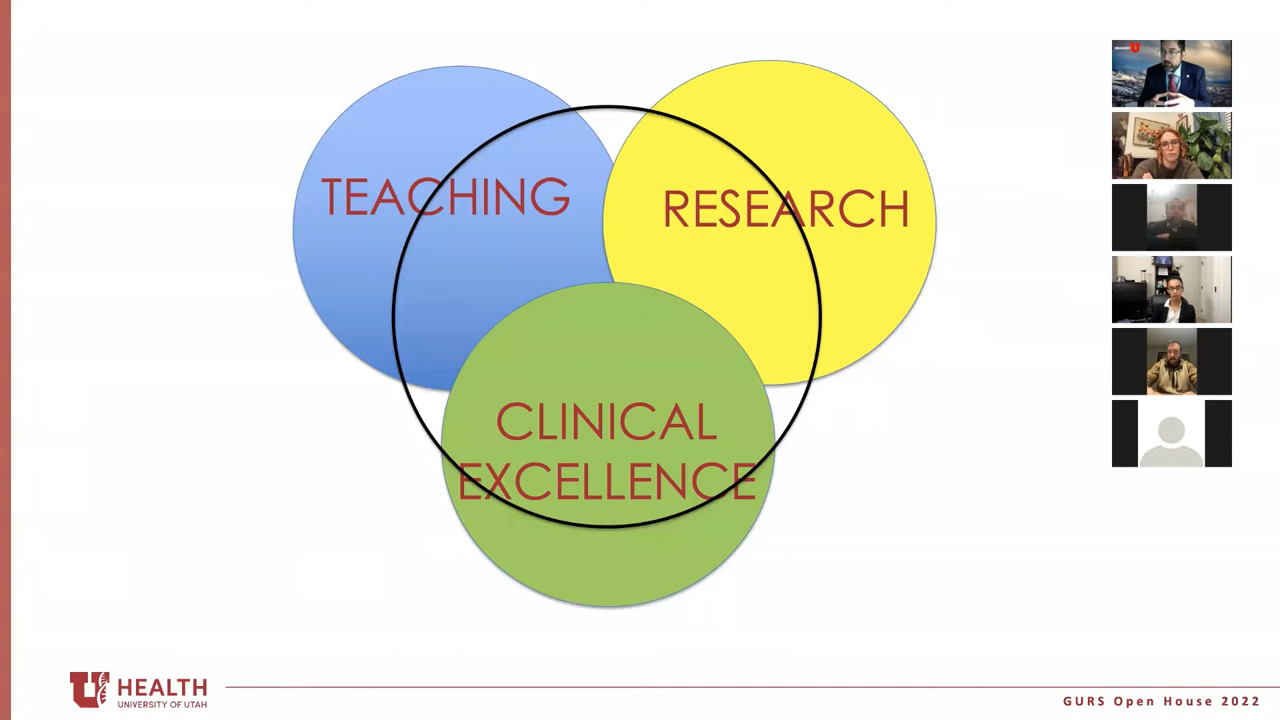 TEACHING
RESEARCH
CLINICAL
EXCELLENCE
U HEALTH
UNIVERSITY OF UTAH
GURS Open House 2022